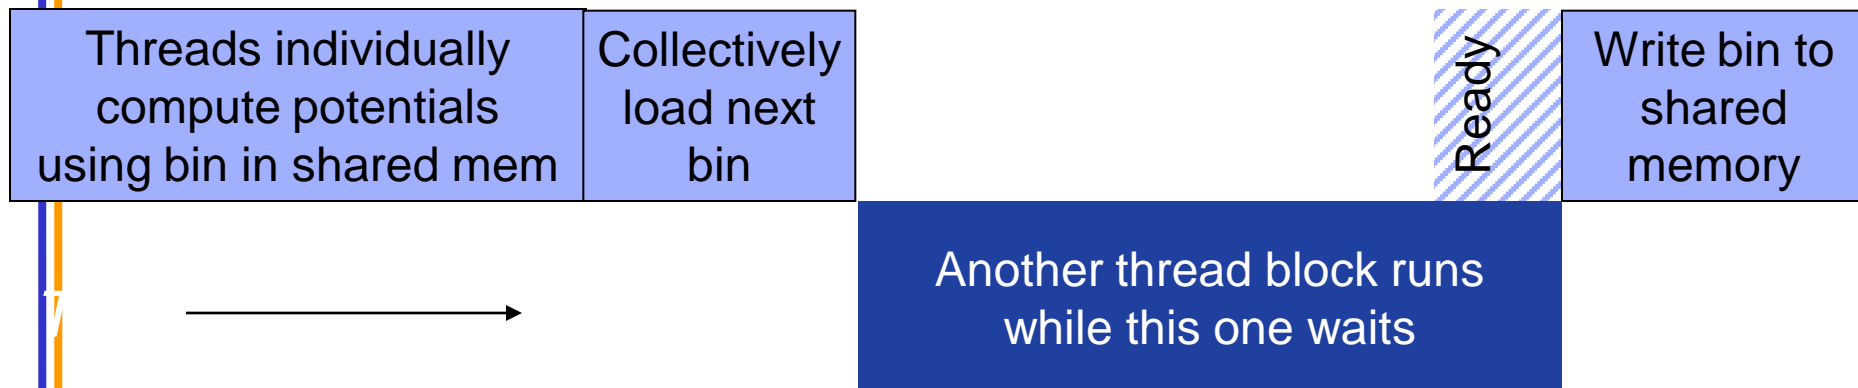 Threads individually
compute potentials
using bin in shared mem
Collectively
load next
bin
Ready
Write bin to
shared
memory
Another thread block runs
while this one waits